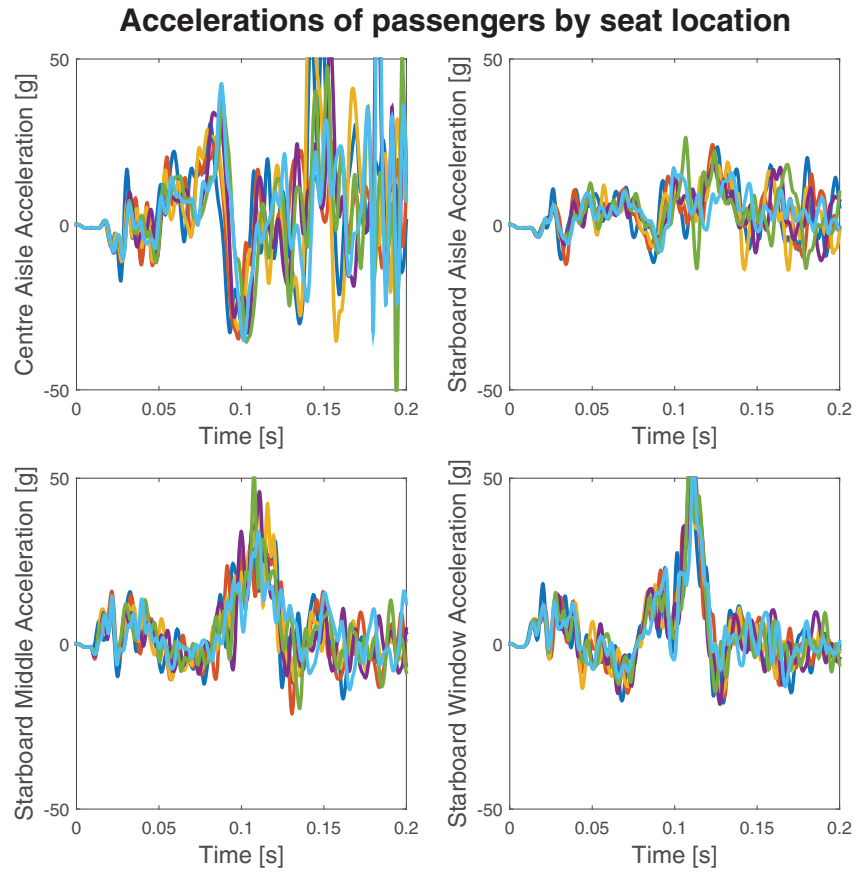 Accelerations of passengers by seat location
Centre Aisle Acceleration [g]
50
0
-50
0 0.05 0.1 0.15 0.2
Time [s]
Starboard Aisle Acceleration [g]
50
0
-50
0 0.05 0.1 0.15 0.2
Time [s]
Starboard Middle Acceleration [g]
50
0
-50
0 0.05 0.1 0.15 0.2
Time [s]
Starboard Window Acceleration [g]
50
0
-50
0 0.05 0.1 0.15 0.2
Time [s]